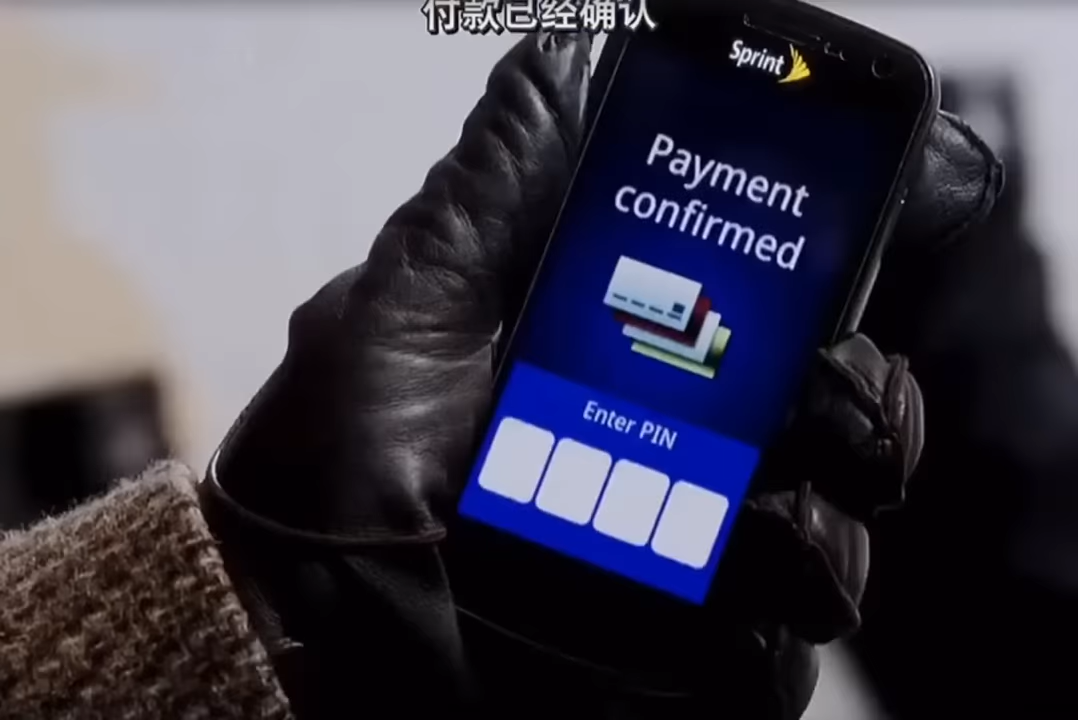 付款已经确认
Sprint
Payment
confirmed
Enter PIN